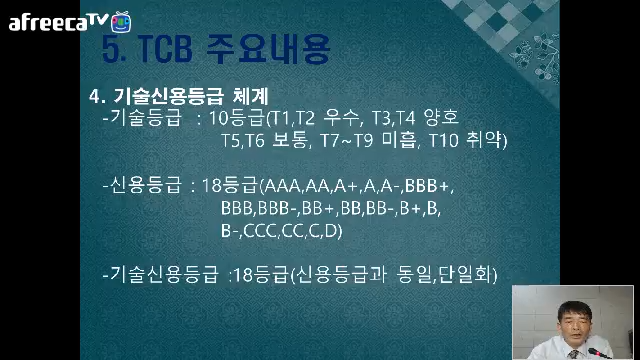 afreecaTV
5. TCB 주요내용
4. 기술신용등급 체계
-기술등급 : 10등급(T1,T2 우수, T3,T4 양호
T5,T6 보통, T7~T9 미흡, T10 취약)
-신용등급 : 18등급(AAA,AA,A+,A,A-,BBB+,
BBB,BBB-,BB+,BB,BB-,B+,B,
B-,CCC,CC,C,D)
-기술신용등급 :18등급(신용등급과 동일,단일화)